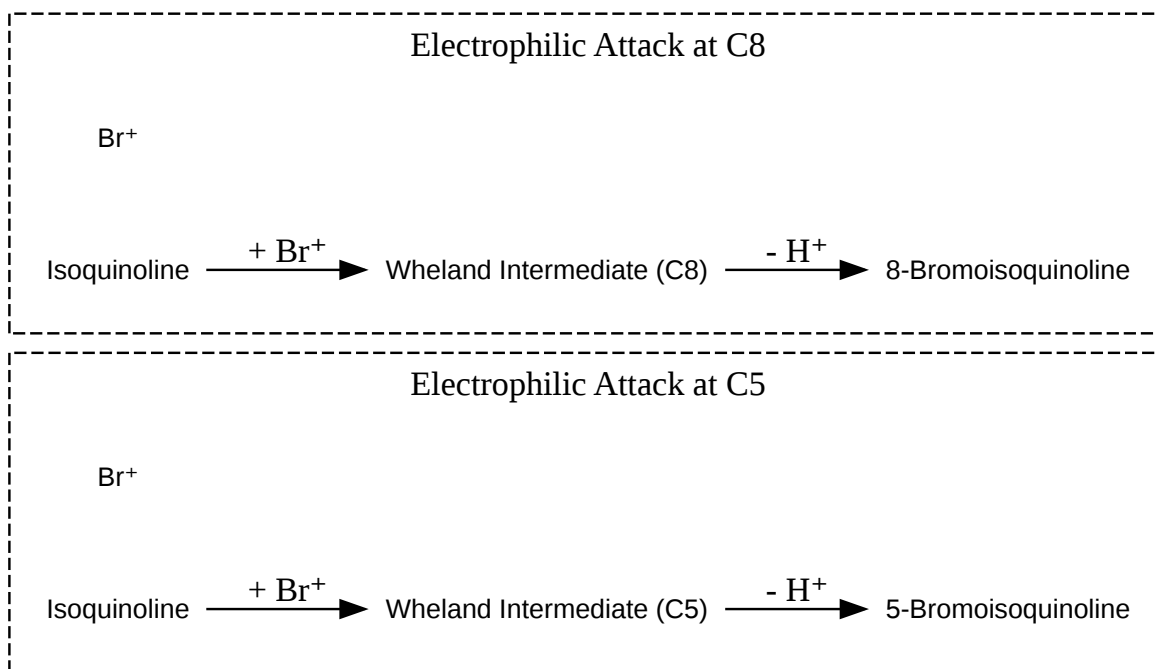 Electrophilic Attack at C8
Br⁺
+ Br⁺ - H⁺
Isoquinoline Wheland Intermediate (C8) 8-Bromoisoquinoline
Electrophilic Attack at C5
Br⁺
+ Br⁺ - H⁺
Isoquinoline Wheland Intermediate (C5) 5-Bromoisoquinoline